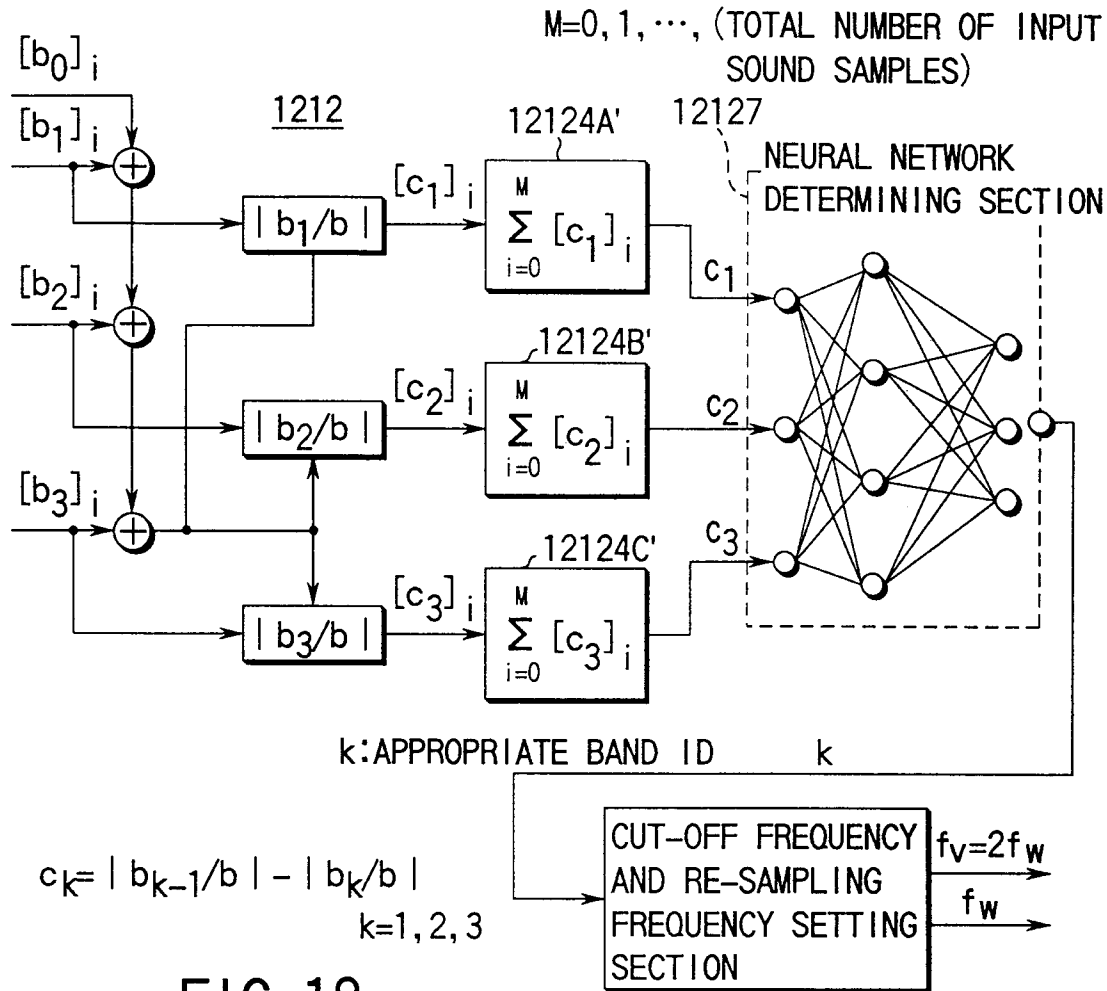 M=0, 1, ···, (TOTAL NUMBER OF INPUT
SOUND SAMPLES)
[b0] i
[b1] i
1212
12124A'
12127
NEURAL NETWORK
DETERMINING SECTION
| b1/b |
[c1] i
M
Σ [c1] i
i=0
c1
[b2] i
12124B'
| b2/b |
[c2] i
M
Σ [c2] i
i=0
c2
[b3] i
12124C'
| b3/b |
[c3] i
M
Σ [c3] i
i=0
c3
k:APPROPRIATE BAND ID
k
CUT-OFF FREQUENCY
AND RE-SAMPLING
FREQUENCY SETTING
SECTION
fv=2fw
fw
ck= | bk-1/b | - | bk/b |
k=1, 2, 3